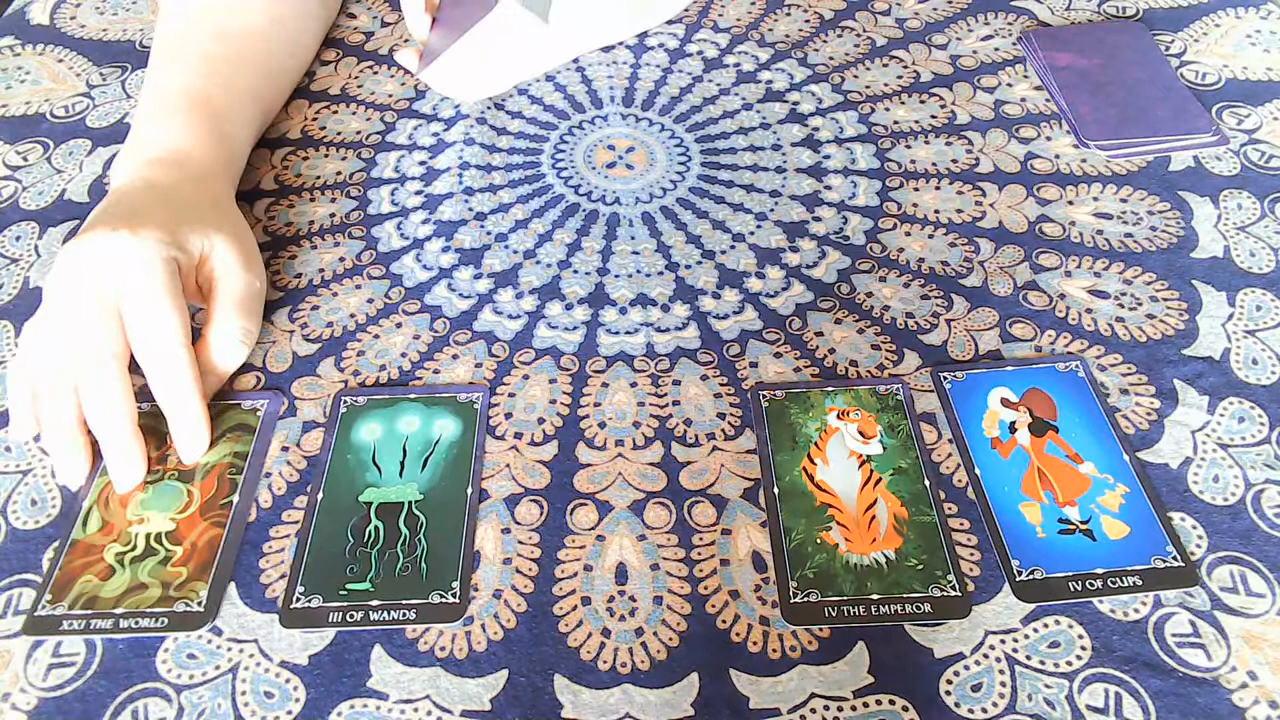 XXI THE WORLD
III OF WANDS
IV THE EMPEROR
IV OF CUPS